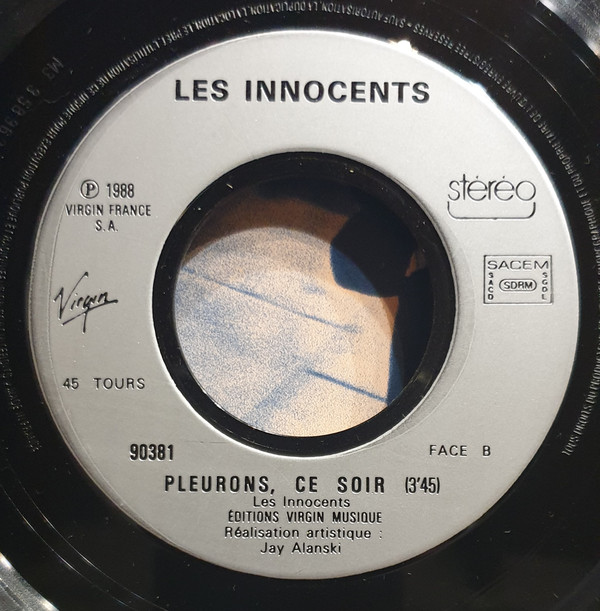 LES INNOCENTS
℗ 1988
VIRGIN FRANCE
S.A.
stéréo
SACEM
SACD
SDRM
SGDL
Virgin
45 TOURS
90381
FACE B
PLEURONS, CE SOIR (3'45)
Les Innocents
ÉDITIONS VIRGIN MUSIQUE
Réalisation artistique :
Jay Alanski